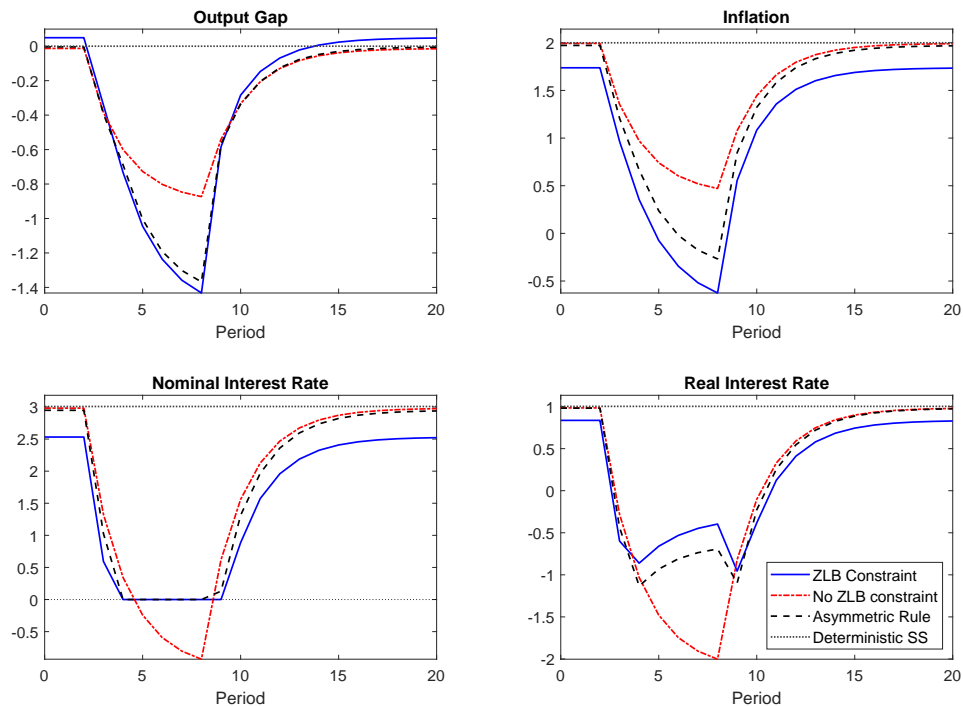 Output Gap
0
-0.2
-0.4
-0.6
-0.8
-1
-1.2
-1.4
0 5 10 15 20
Period
Inflation
2
1.5
1
0.5
0
-0.5
0 5 10 15 20
Period
Nominal Interest Rate
3
2.5
2
1.5
1
0.5
0
-0.5
0 5 10 15 20
Period
Real Interest Rate
1
0.5
0
-0.5
-1
-1.5
-2
0 5 10 15 20
Period
ZLB Constraint
No ZLB constraint
Asymmetric Rule
Deterministic SS